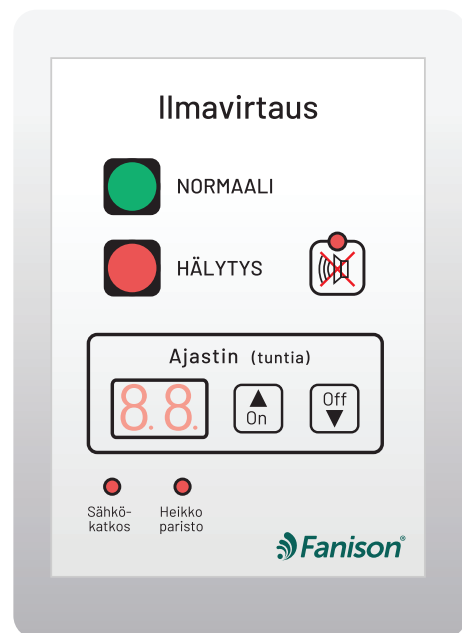 Ilmavirtaus
NORMAALI
HÄLYTYS
Ajastin (tuntia)
8.8.
On
Off
Sähkö-
katkos
Heikko
paristo
Fanison®